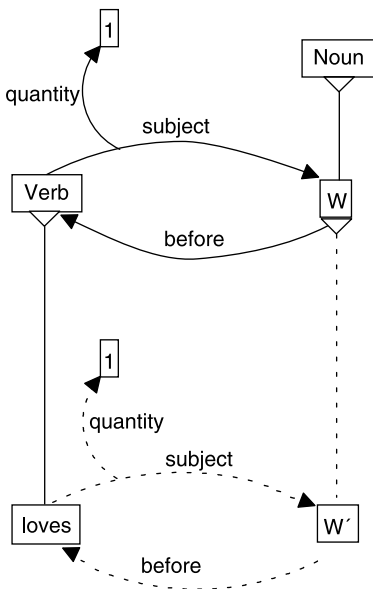 1
Noun
quantity
subject
Verb
W
before
1
quantity
subject
loves
W´
before